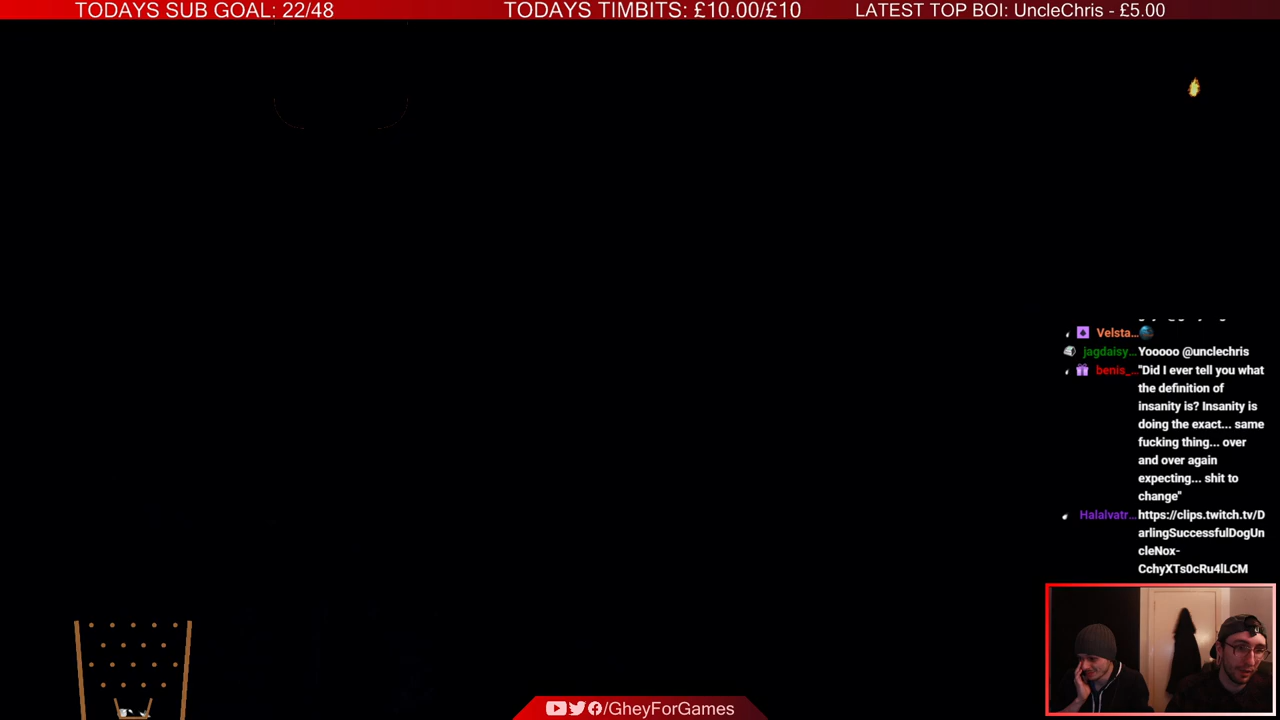 TODAYS SUB GOAL: 22/48
TODAYS TIMBITS: £10.00/£10
LATEST TOP BOI: UncleChris - £5.00
Velsta…
jagdaisy… Yooooo @unclechris
benis_… "Did I ever tell you what
the definition of
insanity is? Insanity is
doing the exact... same
fucking thing... over
and over again
expecting... shit to
change"
Halalvatr… https://clips.twitch.tv/D
arlingSuccessfulDogUn
cleNox-
CchyXTs0cRu4lLCM
/GheyForGames